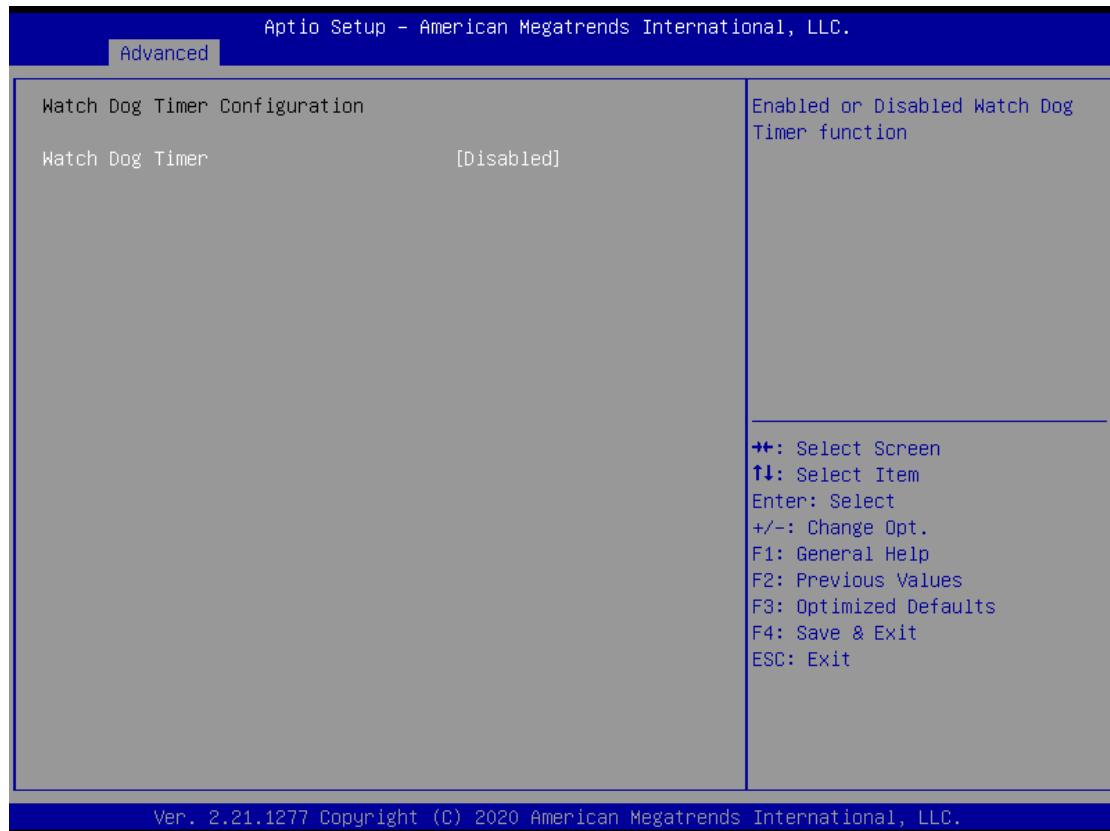 Aptio Setup – American Megatrends International, LLC.
Advanced
Watch Dog Timer Configuration
Watch Dog Timer [Disabled]
Enabled or Disabled Watch Dog
Timer function
→←: Select Screen
↑↓: Select Item
Enter: Select
+/-: Change Opt.
F1: General Help
F2: Previous Values
F3: Optimized Defaults
F4: Save & Exit
ESC: Exit
Ver. 2.21.1277 Copyright (C) 2020 American Megatrends International, LLC.